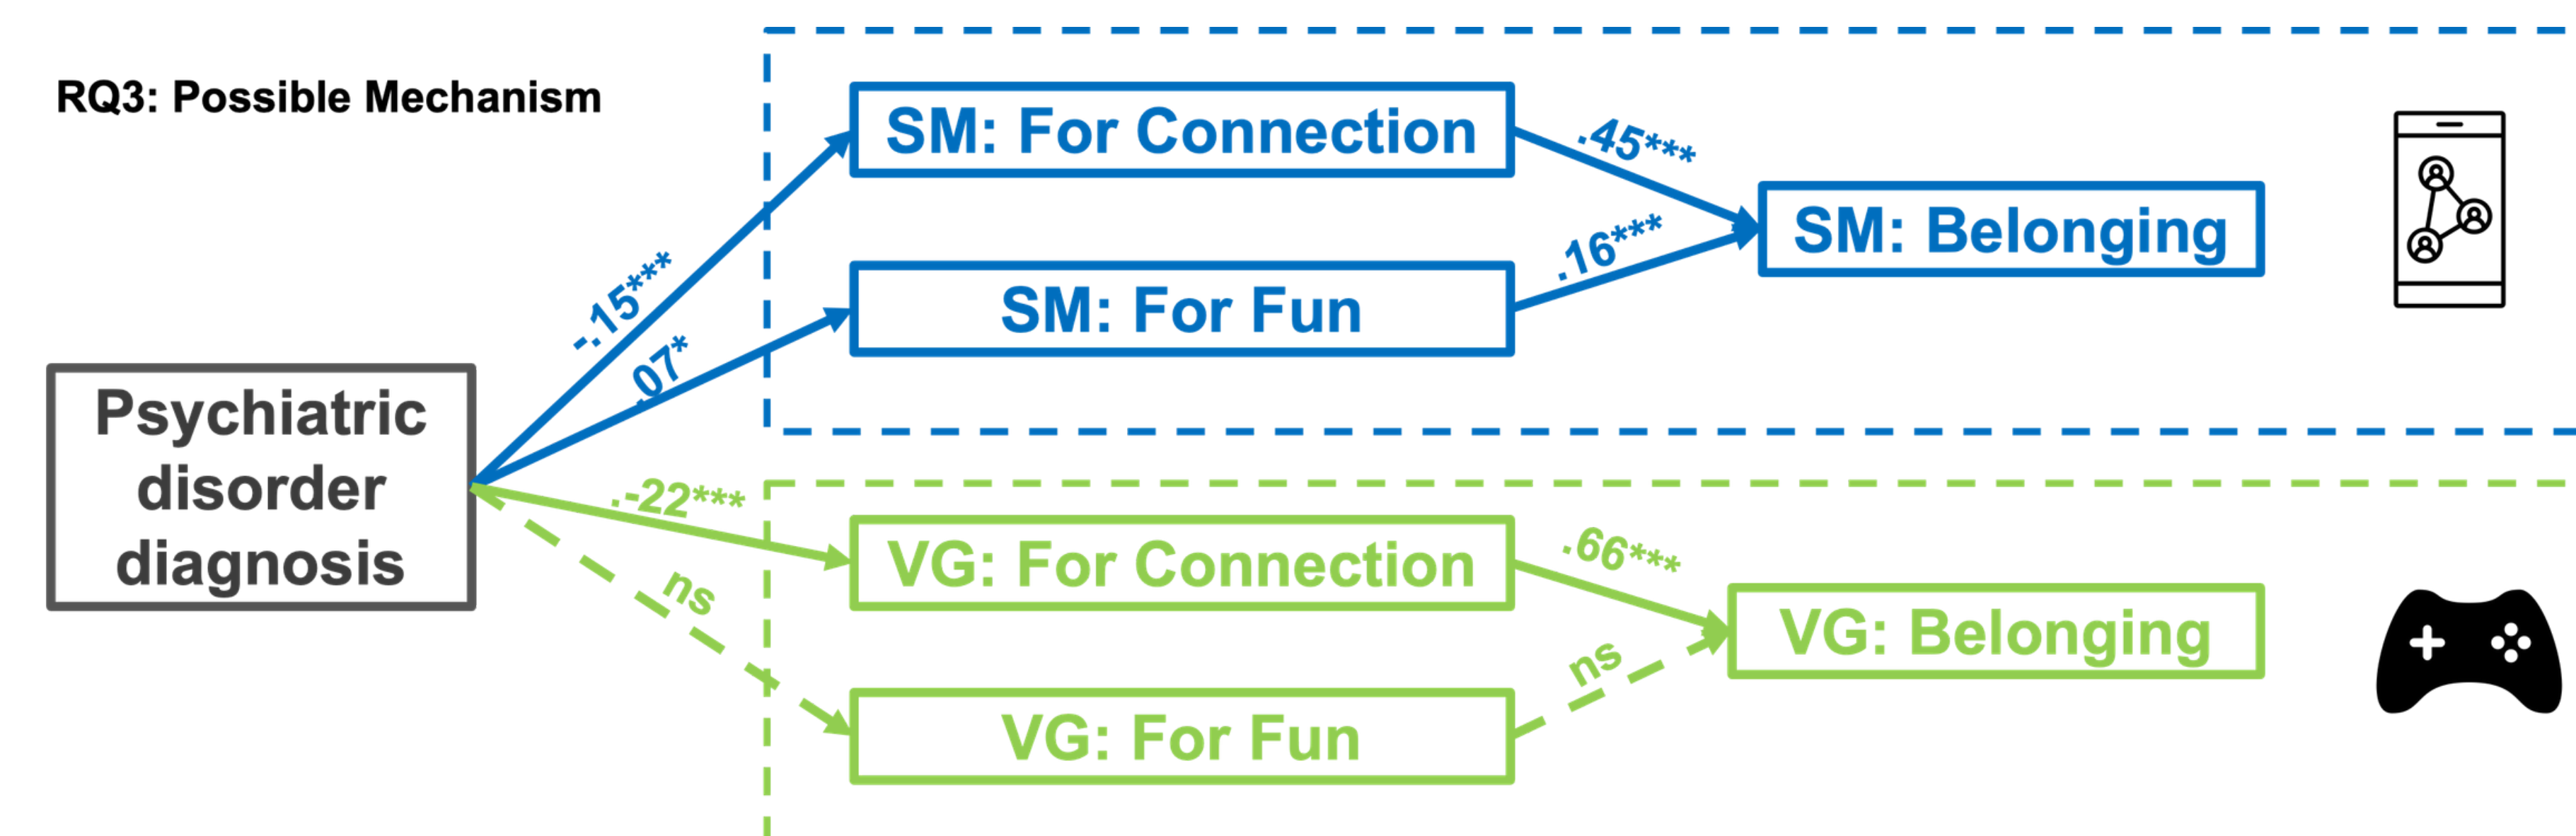 RQ3: Possible Mechanism
SM: For Connection
.45***
SM: Belonging
.16***
SM: For Fun
-.15***
.07*
Psychiatric
disorder
diagnosis
.-22***
ns
VG: For Connection
.66***
VG: Belonging
ns
VG: For Fun